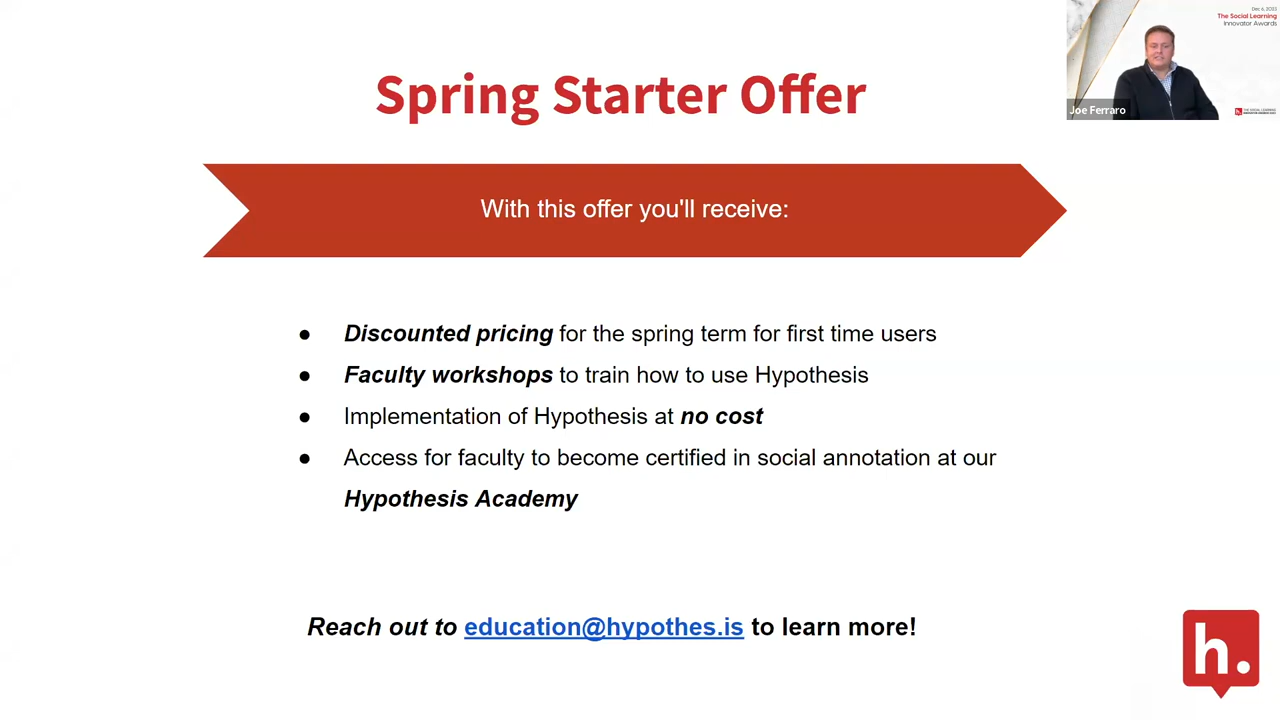 Dec 6, 2023
The Social Learning
Innovator Awards
Joe Ferraro
Spring Starter Offer
With this offer you'll receive:
● Discounted pricing for the spring term for first time users
● Faculty workshops to train how to use Hypothesis
● Implementation of Hypothesis at no cost
● Access for faculty to become certified in social annotation at our
Hypothesis Academy
Reach out to education@hypothes.is to learn more!
h.